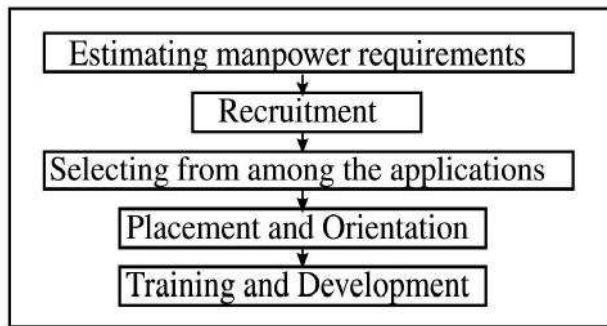 Estimating manpower requirements
Recruitment
Selecting from among the applications
Placement and Orientation
Training and Development